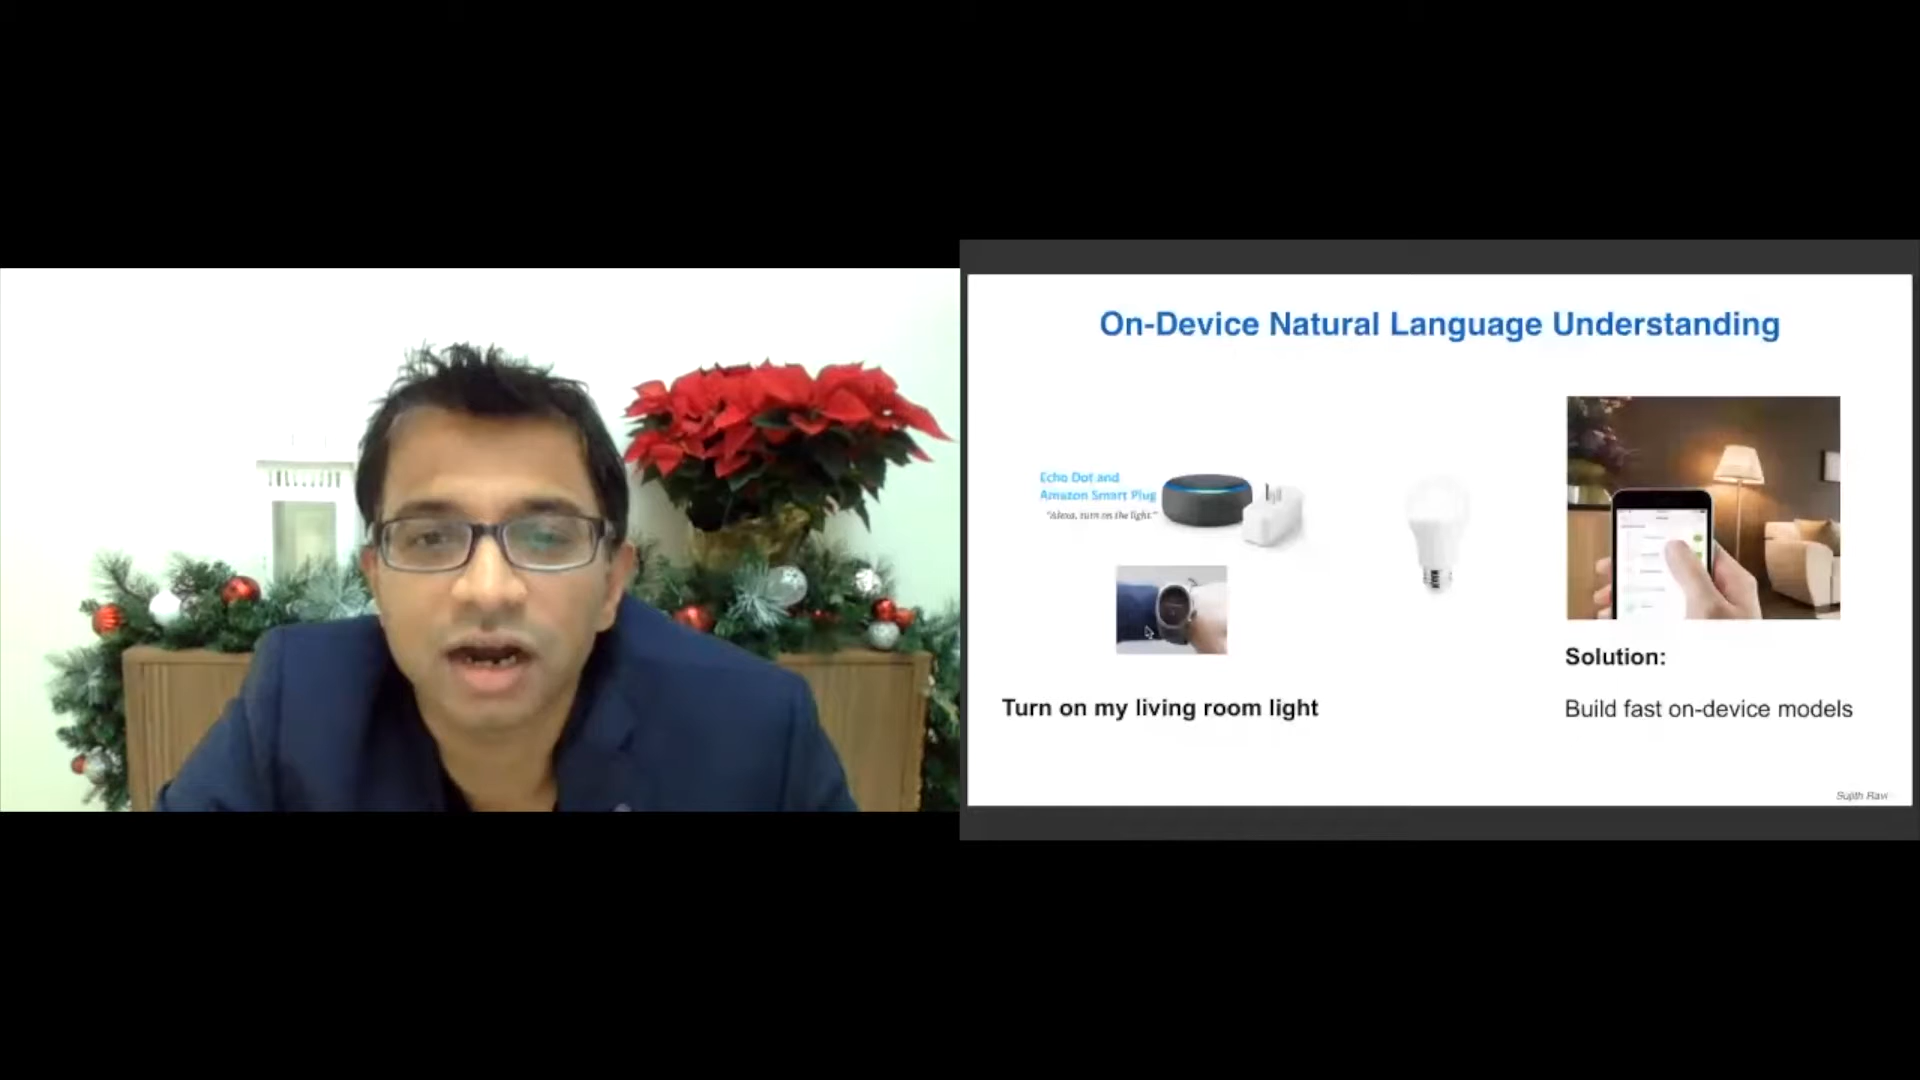 On-Device Natural Language Understanding
Echo Dot and
Amazon Smart Plug
"Alexa, turn on the light."
Turn on my living room light
Solution:
Build fast on-device models
Sujith Rav